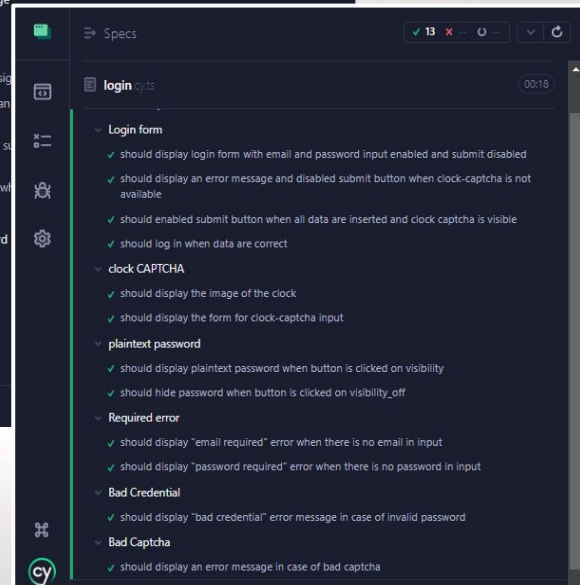 Specs
13 -- --
login.cy.ts
00:18
Login form
should display login form with email and password input enabled and submit disabled
should display an error message and disabled submit button when clock-captcha is not
available
should enabled submit button when all data are inserted and clock captcha is visible
should log in when data are correct
clock CAPTCHA
should display the image of the clock
should display the form for clock-captcha input
plaintext password
should display plaintext password when button is clicked on visibility
should hide password when button is clicked on visibility_off
Required error
should display "email required" error when there is no email in input
should display "password required" error when there is no password in input
Bad Credential
should display "bad credential" error message in case of invalid password
Bad Captcha
should display an error message in case of bad captcha
cy